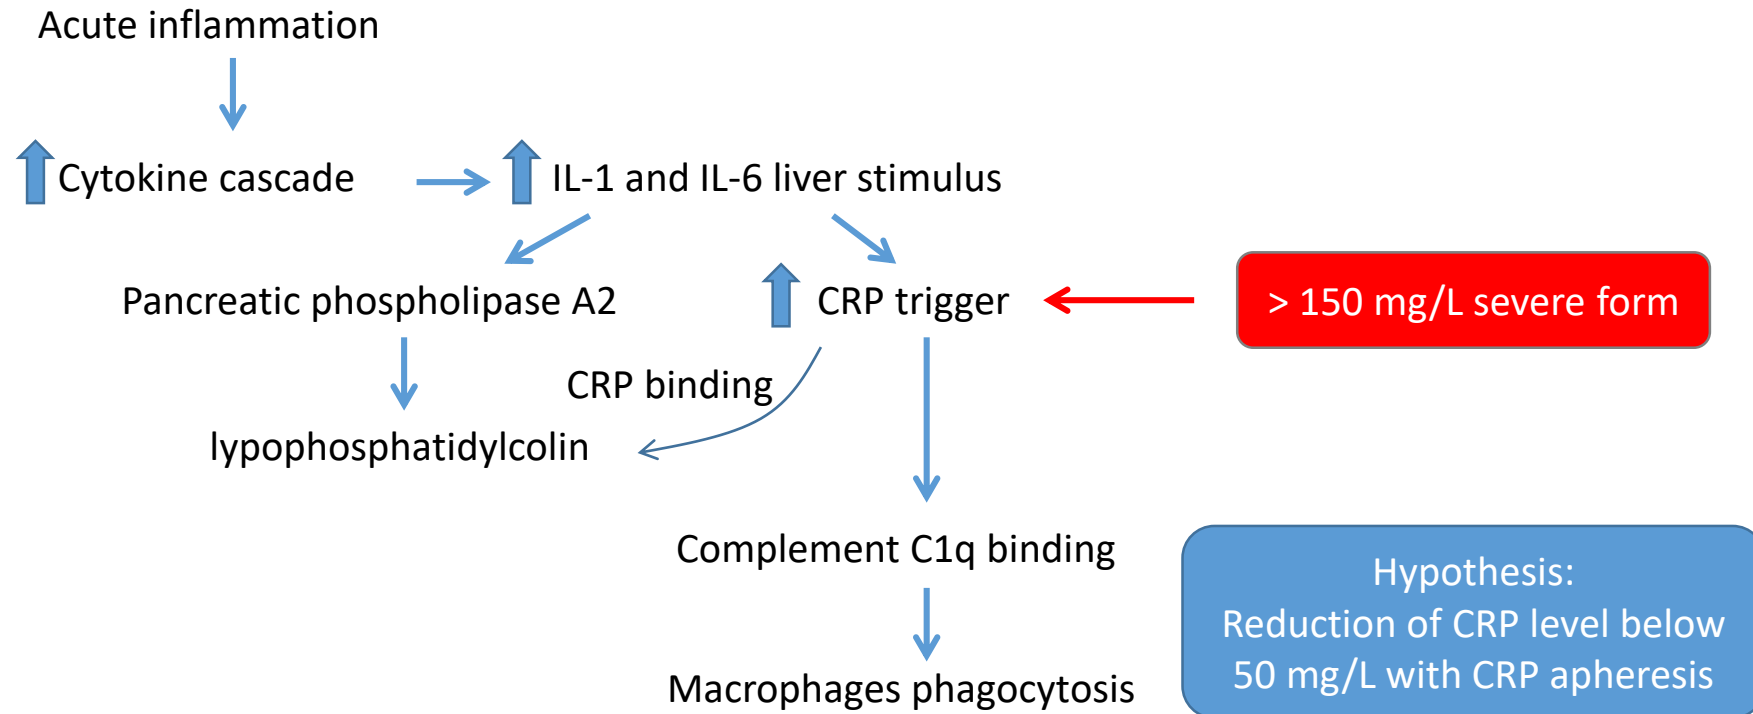 Acute inflammation
Cytokine cascade
IL-1 and IL-6 liver stimulus
Pancreatic phospholipase A2
CRP trigger
> 150 mg/L severe form
CRP binding
lypophosphatidylcolin
Complement C1q binding
Macrophages phagocytosis
Hypothesis:
Reduction of CRP level below
50 mg/L with CRP apheresis